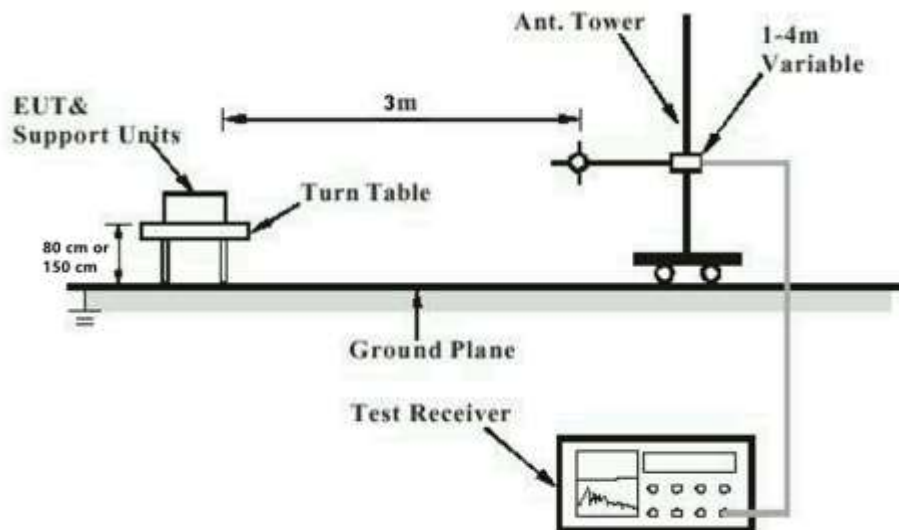 Ant. Tower
1-4m
Variable
EUT&
Support Units
3m
Turn Table
80 cm or
150 cm
Ground Plane
Test Receiver